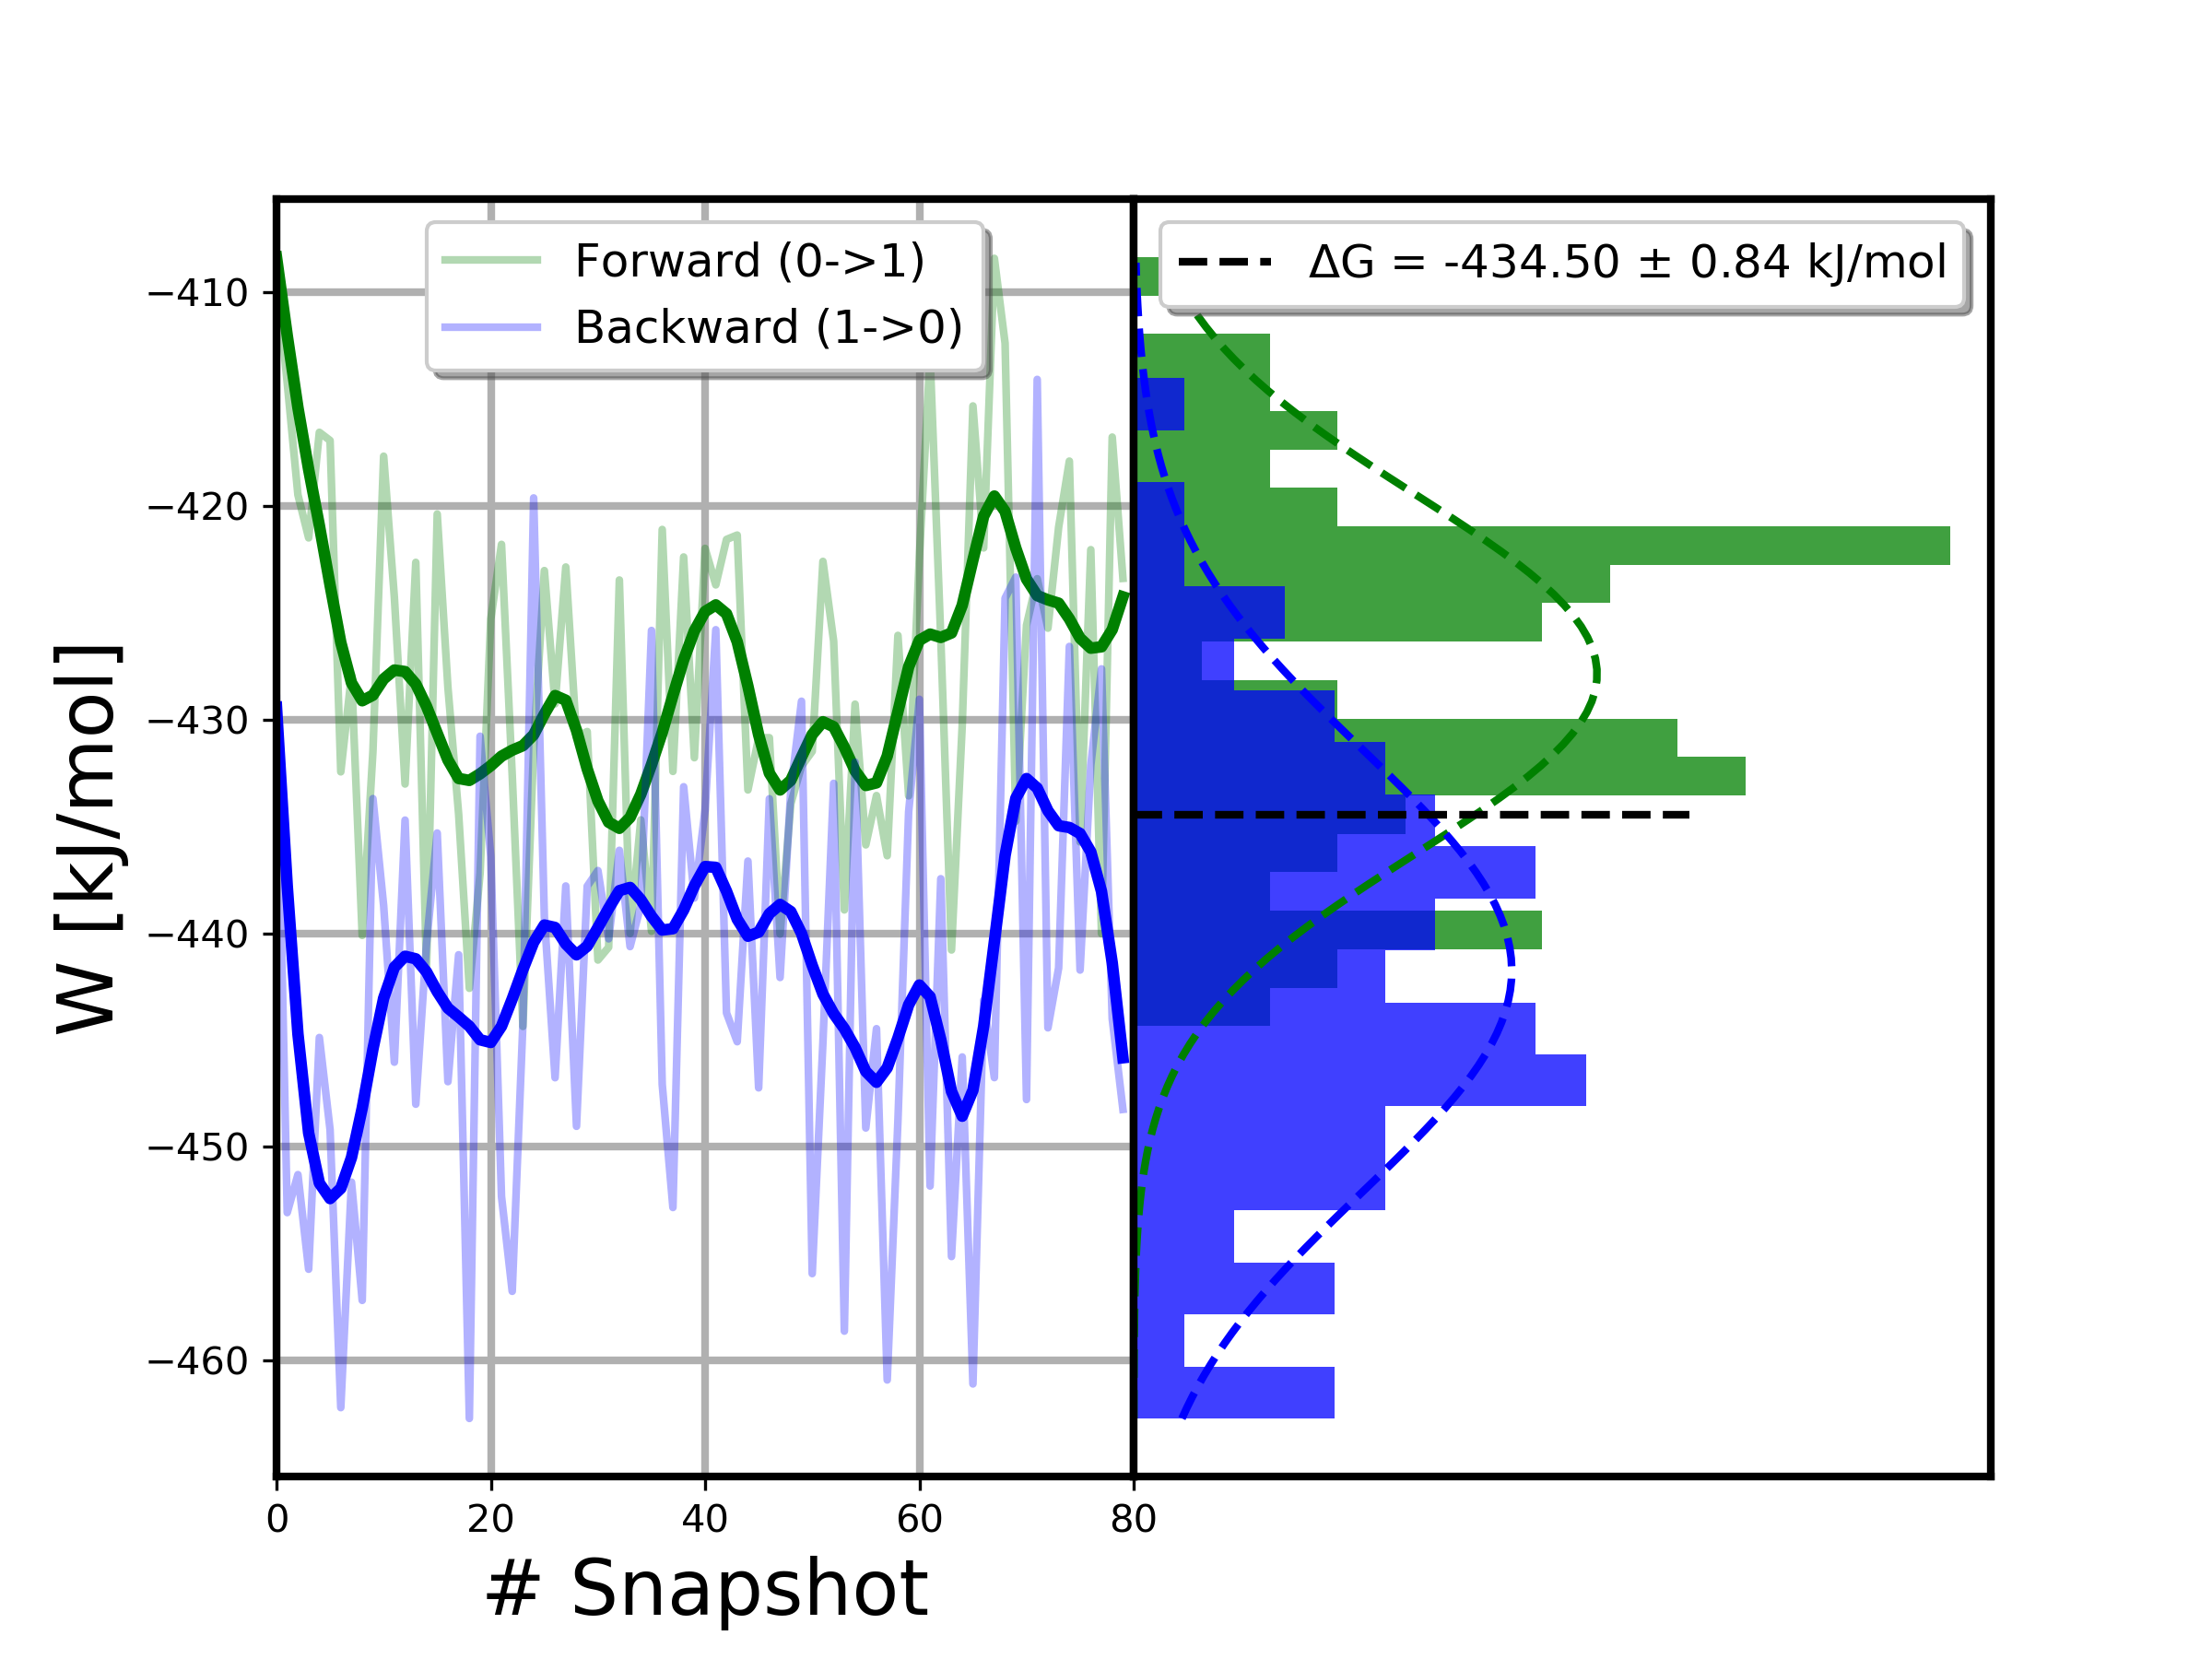 Forward (0->1)
Backward (1->0)
ΔG = -434.50 ± 0.84 kJ/mol
W [kJ/mol]
−410
−420
−430
−440
−450
−460
0 20 40 60 80
# Snapshot